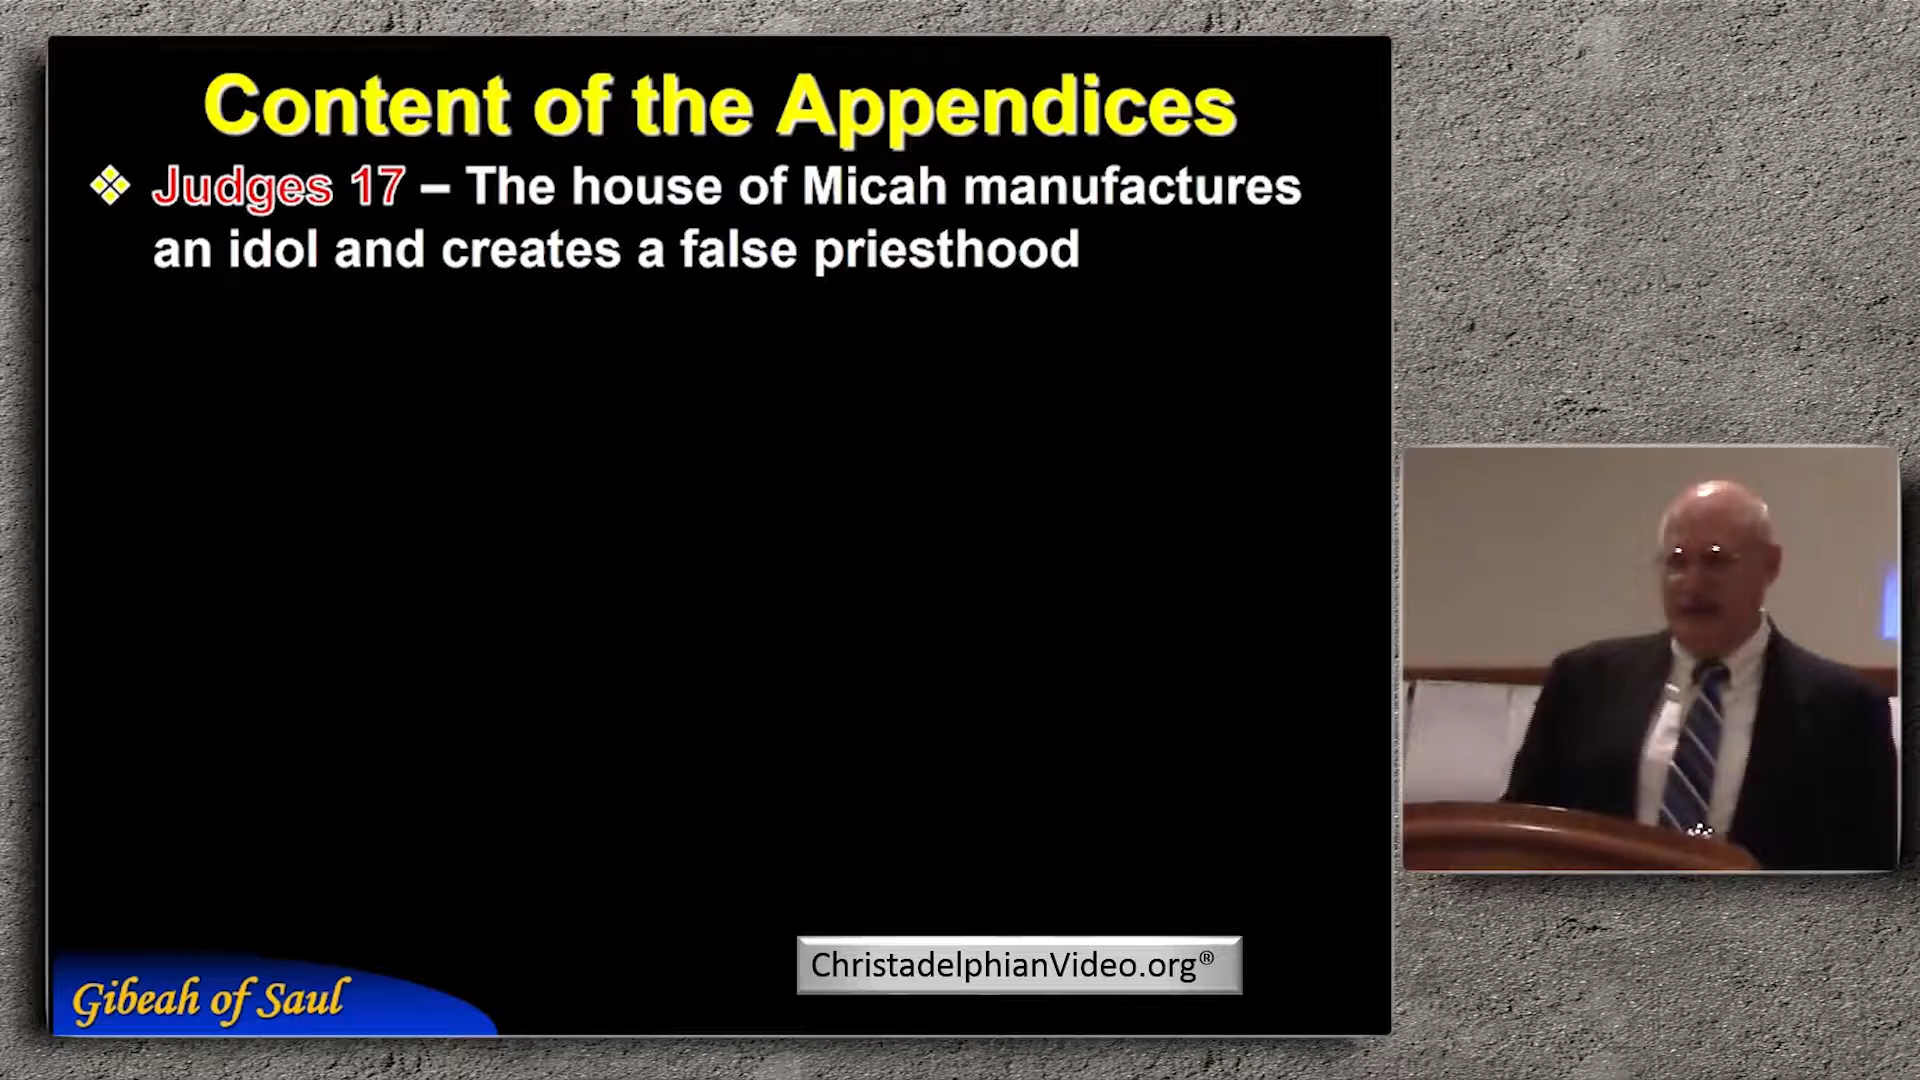 Content of the Appendices
Judges 17 – The house of Micah manufactures
an idol and creates a false priesthood
ChristadelphianVideo.org®
Gibeah of Saul